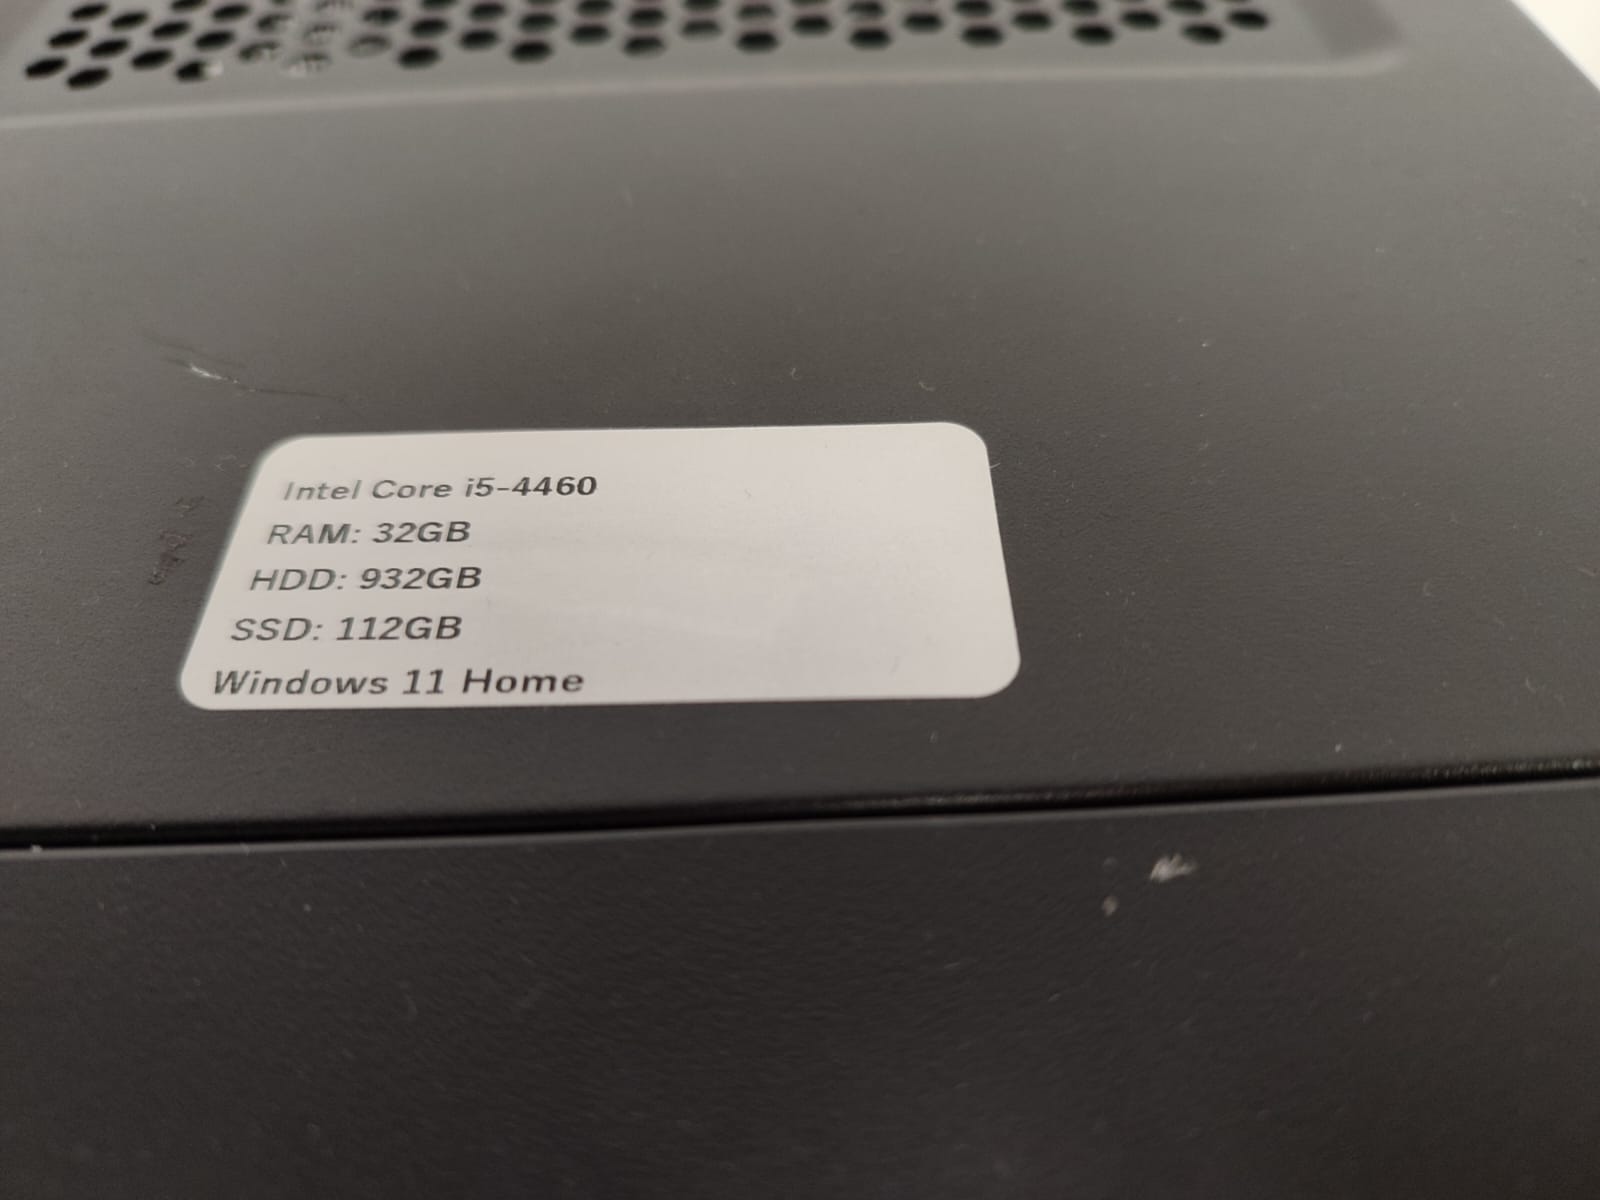 Intel Core i5-4460
RAM: 32GB
HDD: 932GB
SSD: 112GB
Windows 11 Home